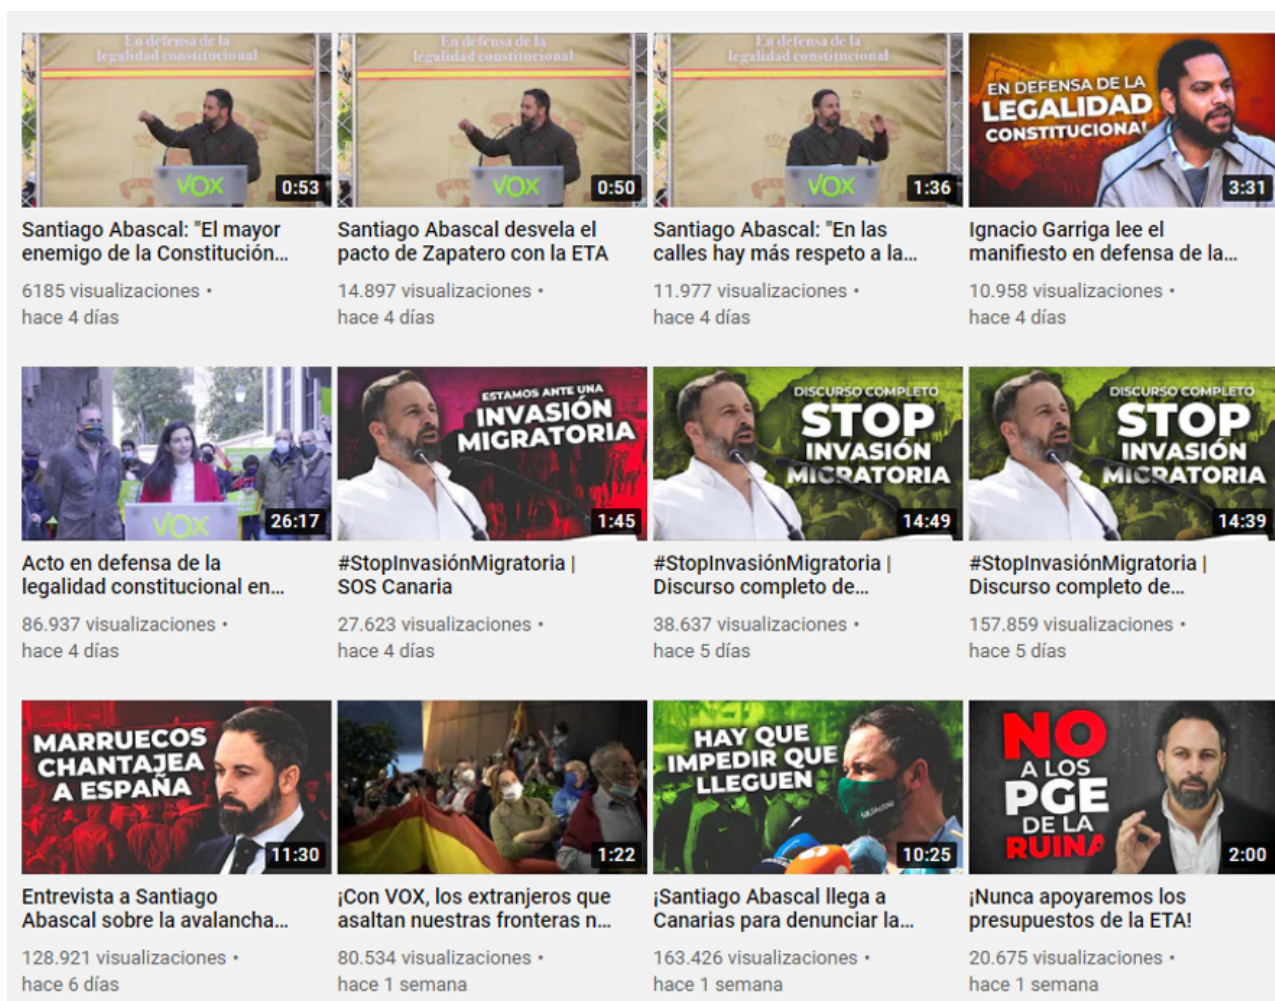 En defensa de la
legalidad constitucional
VOX
0:53
En defensa de la
legalidad constitucional
VOX
0:50
En defensa de la
legalidad constitucional
VOX
1:36
EN DEFENSA DE LA
LEGALIDAD
CONSTITUCIONAL
3:31
Santiago Abascal: "El mayor
enemigo de la Constitución...
6185 visualizaciones •
hace 4 días
Santiago Abascal desvela el
pacto de Zapatero con la ETA
14.897 visualizaciones •
hace 4 días
Santiago Abascal: "En las
calles hay más respeto a la...
11.977 visualizaciones •
hace 4 días
Ignacio Garriga lee el
manifiesto en defensa de la...
10.958 visualizaciones •
hace 4 días
VOX
26:17
ESTAMOS ANTE UNA
INVASIÓN
MIGRATORIA
1:45
DISCURSO COMPLETO
STOP
INVASIÓN
MIGRATORIA
14:49
DISCURSO COMPLETO
STOP
INVASIÓN
MIGRATORIA
14:39
Acto en defensa de la
legalidad constitucional en...
86.937 visualizaciones •
hace 4 días
#StopInvasiónMigratoria |
SOS Canaria
27.623 visualizaciones •
hace 4 días
#StopInvasiónMigratoria |
Discurso completo de...
38.637 visualizaciones •
hace 5 días
#StopInvasiónMigratoria |
Discurso completo de...
157.859 visualizaciones •
hace 5 días
MARRUECOS
CHANTAJEA
A ESPAÑA
11:30
1:22
HAY QUE
IMPEDIR QUE
LLEGUEN
10:25
NO
A LOS
PGE
DE LA
RUINA
2:00
Entrevista a Santiago
Abascal sobre la avalancha...
128.921 visualizaciones •
hace 6 días
¡Con VOX, los extranjeros que
asaltan nuestras fronteras n...
80.534 visualizaciones •
hace 1 semana
¡Santiago Abascal llega a
Canarias para denunciar la...
163.426 visualizaciones •
hace 1 semana
¡Nunca apoyaremos los
presupuestos de la ETA!
20.675 visualizaciones •
hace 1 semana